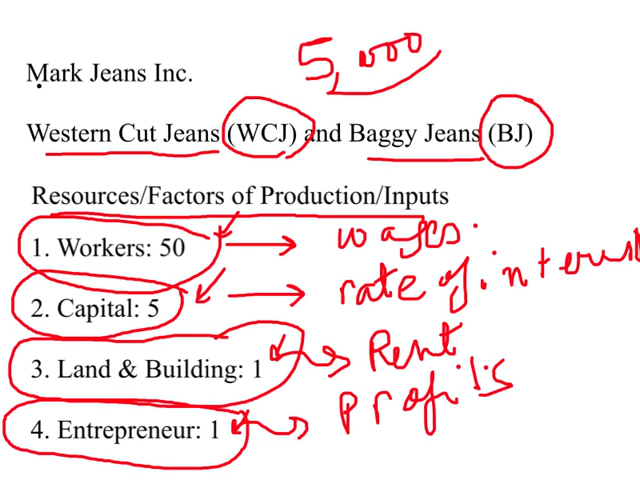 Mark Jeans Inc. 5,000
Western Cut Jeans (WCJ) and Baggy Jeans (BJ)
Resources/Factors of Production/Inputs
1. Workers: 50 wages.
2. Capital: 5 rate of interest
3. Land & Building: 1 Rent
4. Entrepreneur: 1 profits